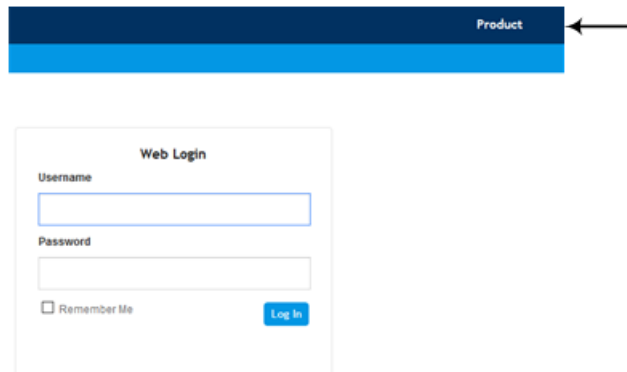 Product
Web Login
Username
Password
Remember Me
Log In